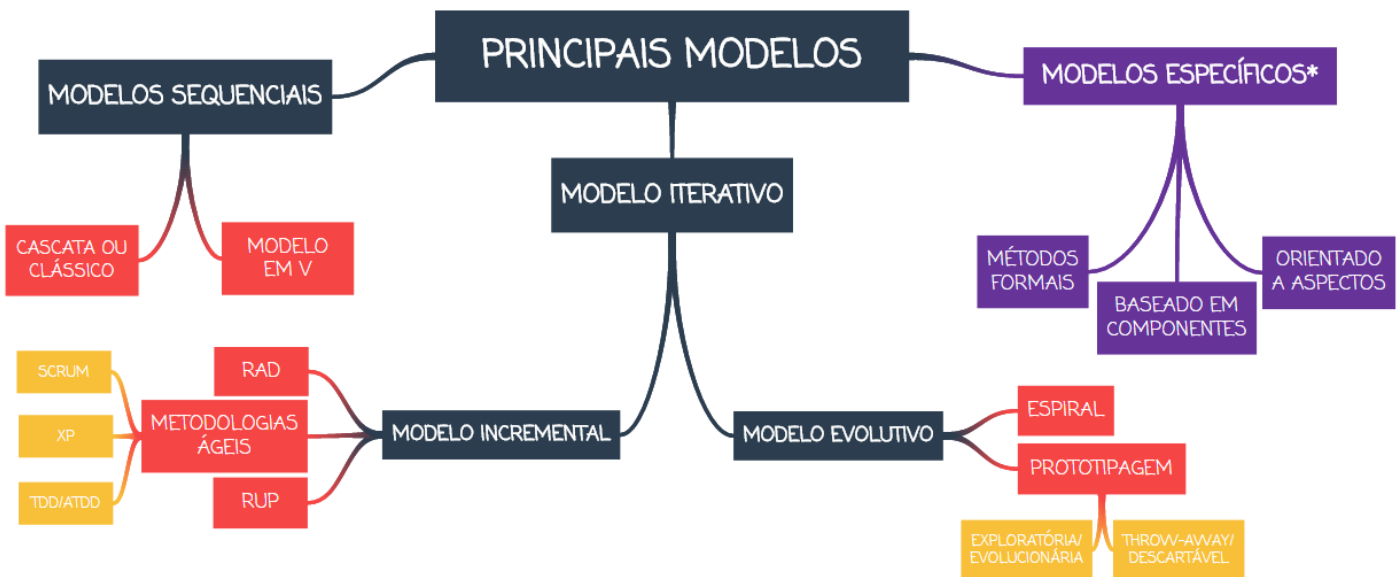 PRINCIPAIS MODELOS
MODELOS SEQUENCIAIS
MODELOS ESPECÍFICOS*
MODELO ITERATIVO
CASCATA OU
CLÁSSICO
MODELO
EM V
MÉTODOS
FORMAIS
BASEADO EM
COMPONENTES
ORIENTADO
A ASPECTOS
SCRUM
XP
TDD/ATDD
METODOLOGIAS
ÁGEIS
RAD
RUP
MODELO INCREMENTAL
MODELO EVOLUTIVO
ESPIRAL
PROTOTIPAGEM
EXPLORATÓRIA/
EVOLUCIONÁRIA
THROW-AWAY/
DESCARTÁVEL